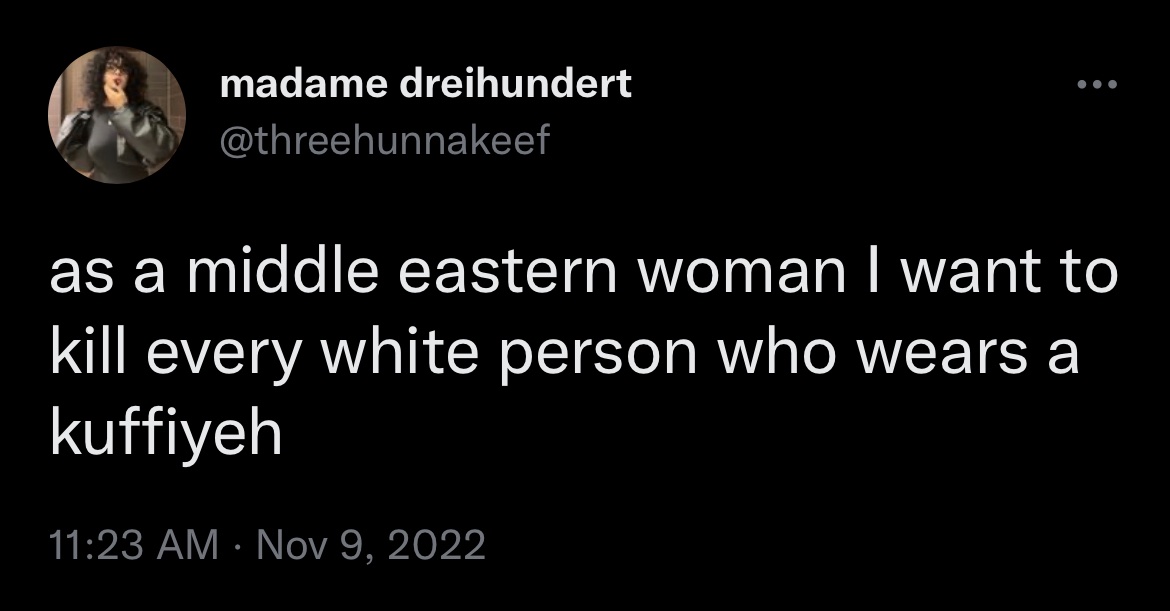 madame dreihundert
@threehunnakeef
as a middle eastern woman I want to
kill every white person who wears a
kuffiyeh
11:23 AM · Nov 9, 2022